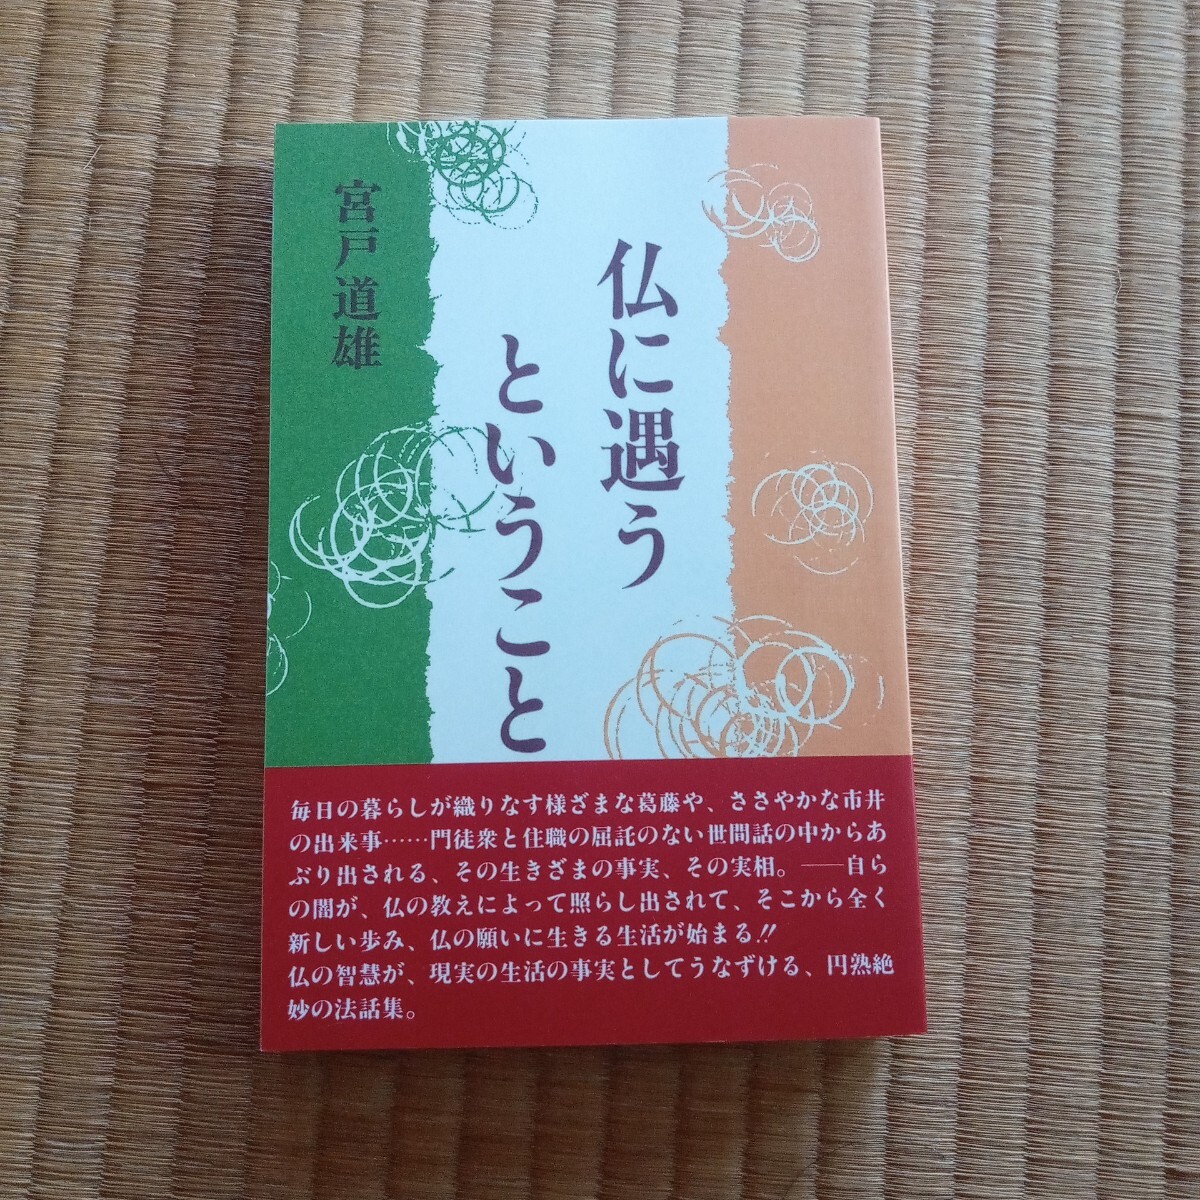 仏に遇う
ということ
宮戸道雄
毎日の暮らしが織りなす様ざまな葛藤や、ささやかな市井
の出来事……門徒衆と住職の屈託のない世間話の中からあ
ぶり出される、その生きざまの事実、その実相。――自ら
の闇が、仏の教えによって照らし出されて、そこから全く
新しい歩み、仏の願いに生きる生活が始まる!!
仏の智慧が、現実の生活の事実としてうなずける、円熟絶
妙の法話集。